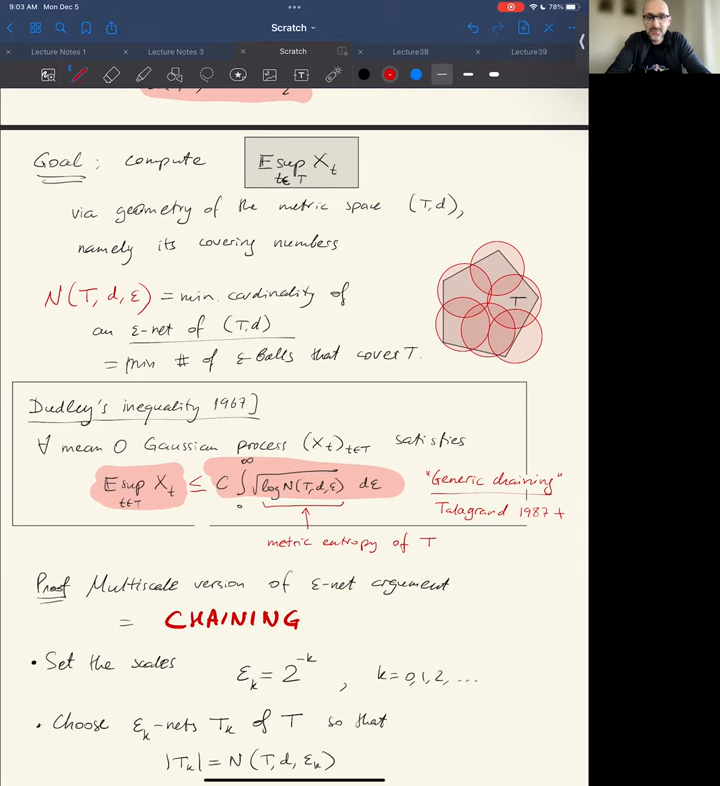 9:03 AM Mon Dec 5
78%
Scratch
Lecture Notes 1
Lecture Notes 3
Scratch
Lecture38
Lecture39
Goal: compute E sup X_t
t∈T
via geometry of the metric space (T,d),
namely its covering numbers
N(T, d, ε) = min. cardinality of
an ε-net of (T,d)
= min # of ε balls that cover T.
T
Dudley's inequality 1967]
∀ mean 0 Gaussian process (X_t)_{t∈T} satisfies
E sup X_t ≤ C ∫_0^∞ √log N(T,d,ε) dε
t∈T
"Generic chaining"
Talagrand 1987+
metric entropy of T
Proof Multiscale version of ε-net argument
= CHAINING
• Set the scales ε_k = 2^{-k}, k=0,1,2,...
• Choose ε_k-nets T_k of T so that
|T_k| = N(T,d,ε_k)